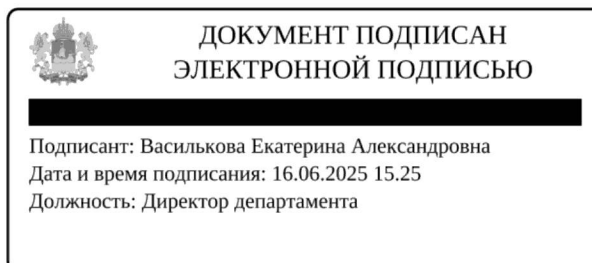 ДОКУМЕНТ ПОДПИСАН
ЭЛЕКТРОННОЙ ПОДПИСЬЮ
Подписант: Василькова Екатерина Александровна
Дата и время подписания: 16.06.2025 15.25
Должность: Директор департамента